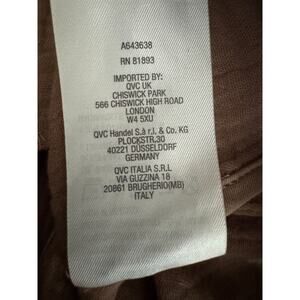 A643638
RN 81893
IMPORTED BY:
QVC UK
CHISWICK PARK
566 CHISWICK HIGH ROAD
LONDON
W4 5XU
QVC Handel S.à r.l. & Co. KG
PLOCKSTR.30
40221 DÜSSELDORF
GERMANY
QVC ITALIA S.R.L
VIA GUZZINA 18
20861 BRUGHERIO(MB)
ITALY